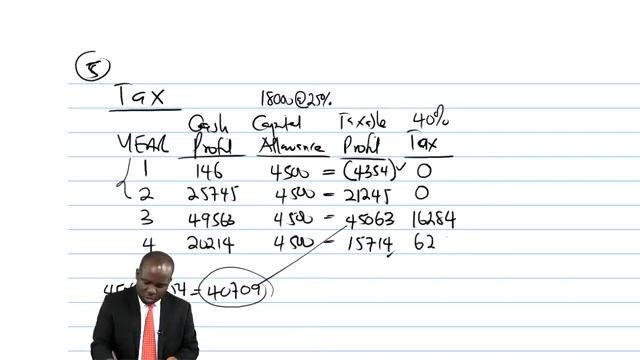 5
Tax 18000@25%
Cash Capital Taxable 40%
YEAR Profit Allowance Profit Tax
1 146 4500 = (4354) 0
2 25745 4500 = 21245 0
3 49563 4500 = 45063 16284
4 20214 4500 = 15714 62
= 40709